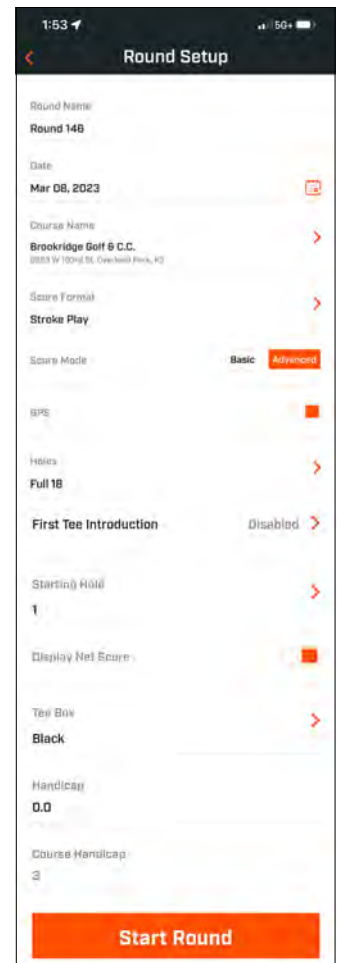 1:53
5G+
Round Setup
Round Name
Round 146
Date
Mar 08, 2023
Course Name
Brookridge Golf & C.C.
Score Format
Stroke Play
Score Mode
Basic Advanced
GPS
Holes
Full 18
First Tee Introduction Disabled
Starting Hole
1
Display Net Score
Tee Box
Black
Handicap
0.0
Course Handicap
3
Start Round